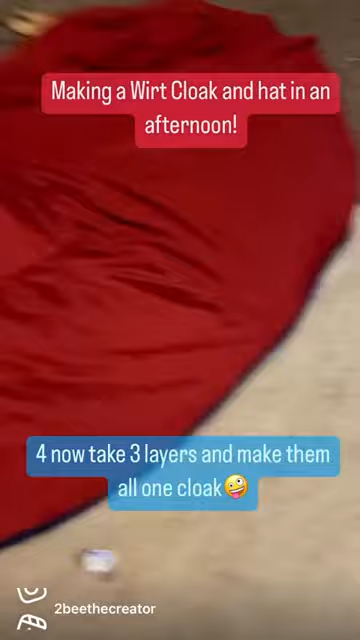 Making a Wirt Cloak and hat in an
afternoon!
4 now take 3 layers and make them
all one cloak🤪
2beethecreator